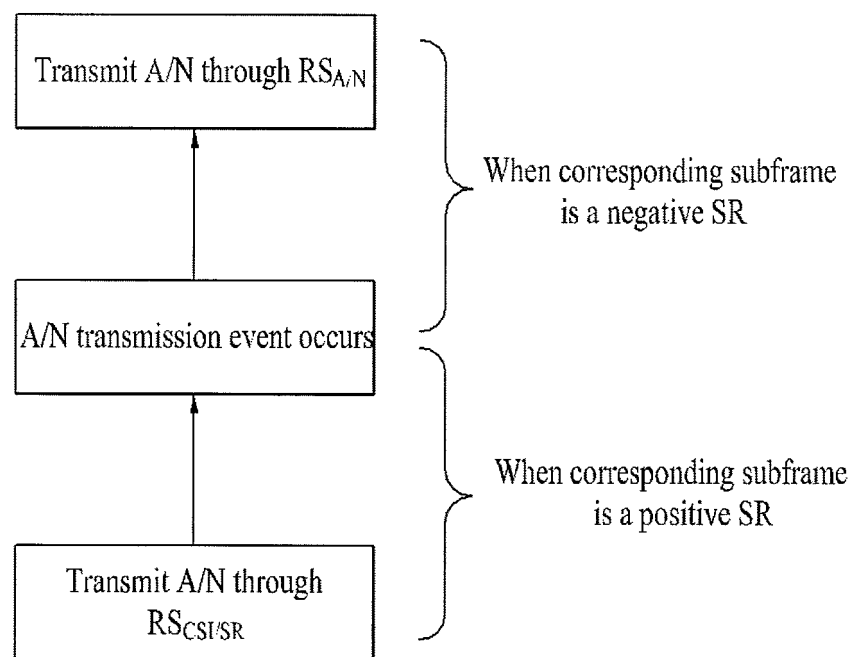 Transmit A/N through RSA/N
When corresponding subframe
is a negative SR
A/N transmission event occurs
When corresponding subframe
is a positive SR
Transmit A/N through
RSCSI/SR